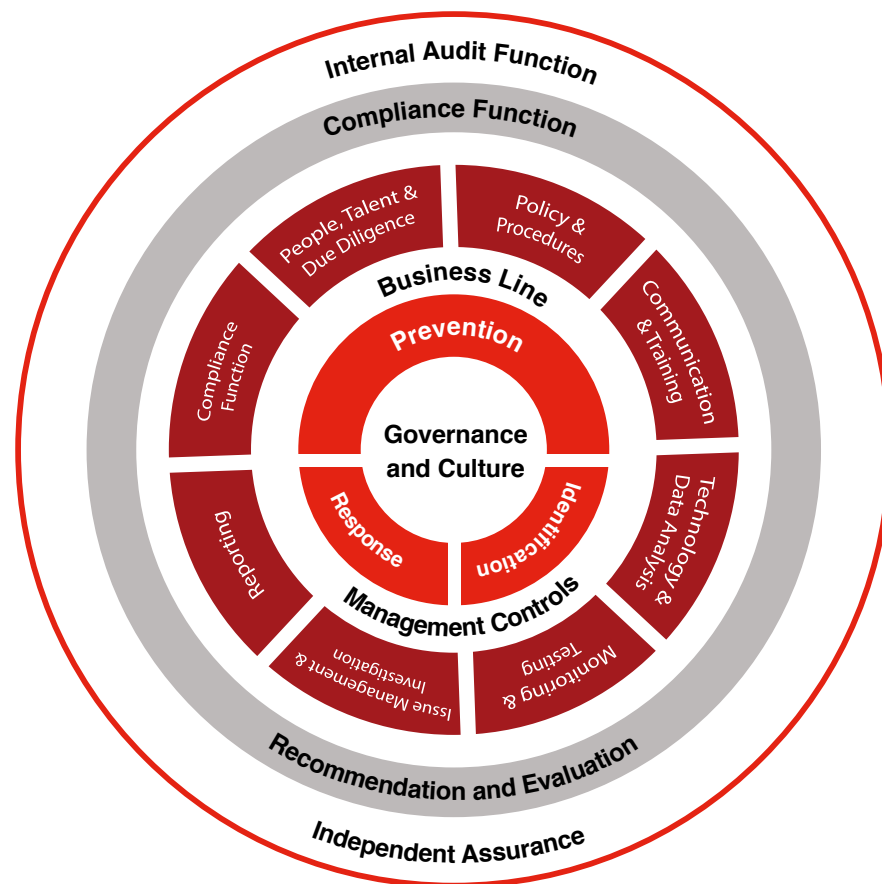 Internal Audit Function
Compliance Function
People, Talent &
Due Diligence
Policy &
Procedures
Communication
& Training
Compliance
Function
Business Line
Prevention
Governance
and Culture
Response
Identification
Technology &
Data Analysis
Reporting
Management Controls
Issue Management &
Investigation
Monitoring &
Testing
Recommendation and Evaluation
Independent Assurance